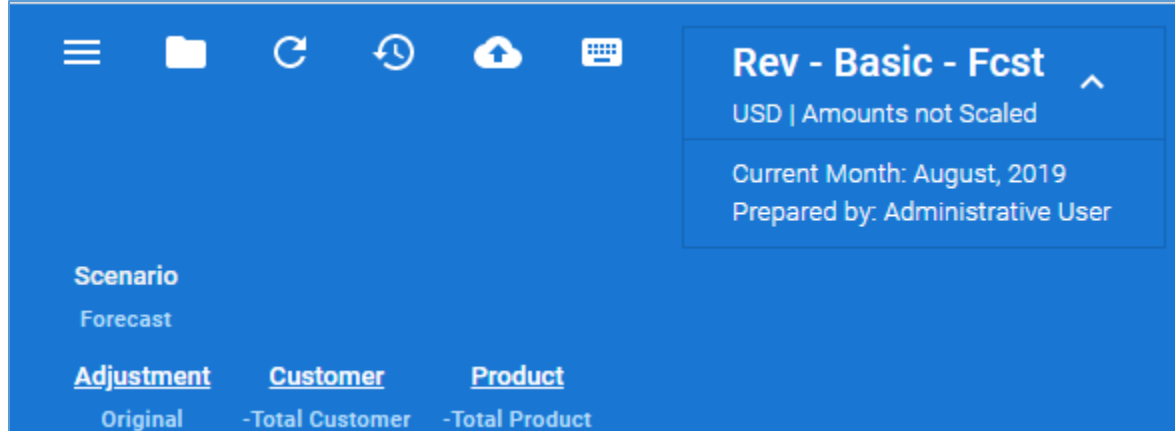 Rev - Basic - Fcst
USD | Amounts not Scaled
Current Month: August, 2019
Prepared by: Administrative User
Scenario
Forecast
Adjustment Customer Product
Original -Total Customer -Total Product